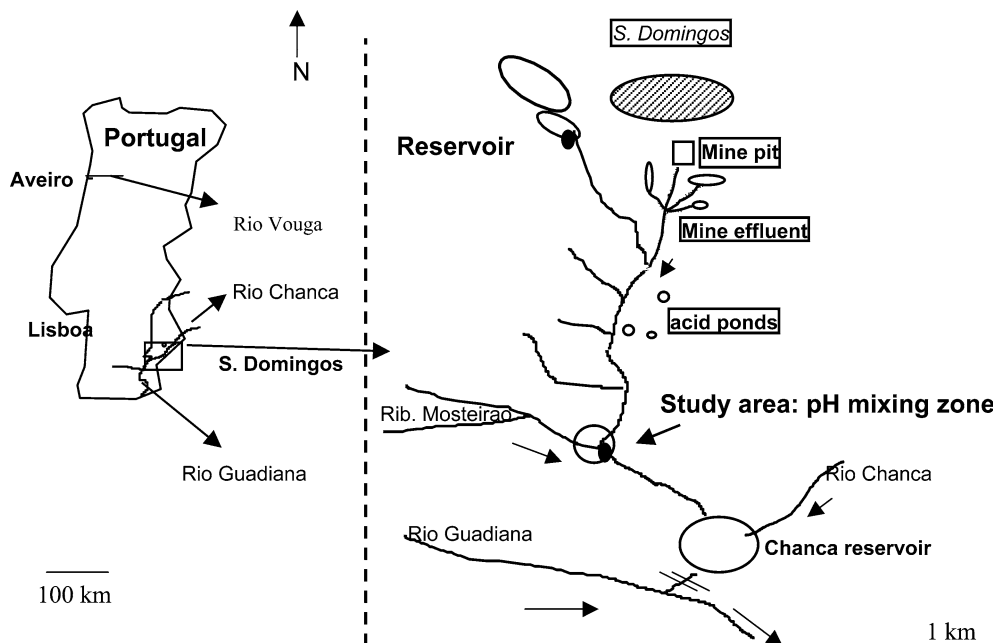 N
Portugal
Aveiro
Rio Vouga
Rio Chanca
Lisboa
S. Domingos
Rio Guadiana
100 km
S. Domingos
Reservoir
Mine pit
Mine effluent
acid ponds
Study area: pH mixing zone
Rib. Mosteirao
Rio Chanca
Rio Guadiana
Chanca reservoir
1 km